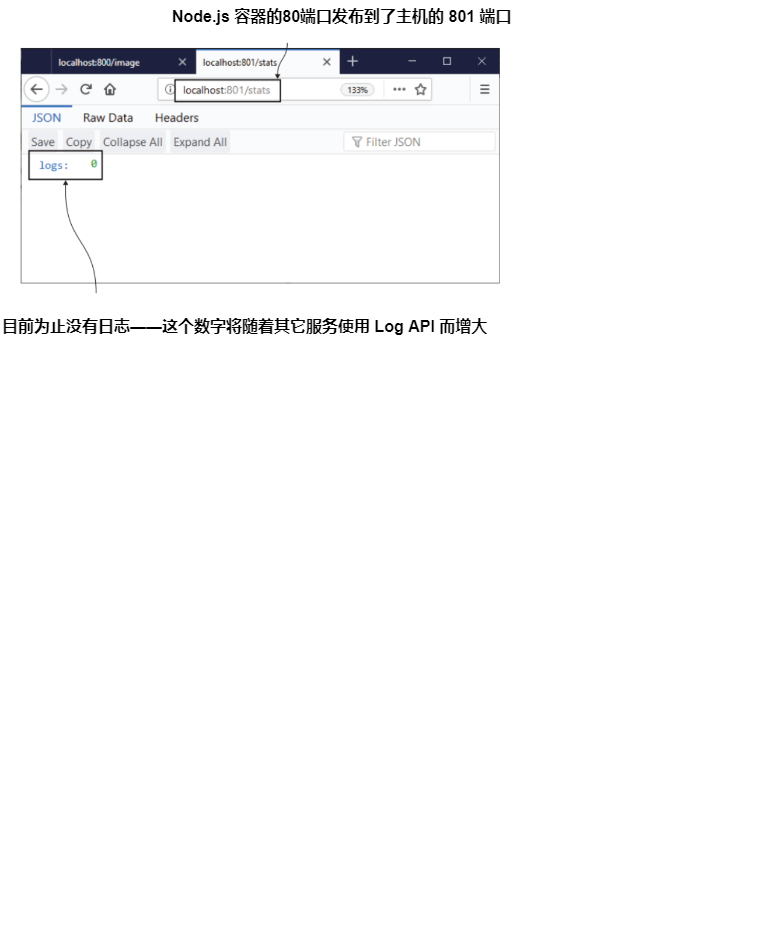 Node.js 容器的80端口发布到了主机的 801 端口
localhost:800/image
localhost:801/stats
localhost:801/stats
133%
JSON Raw Data Headers
Save Copy Collapse All Expand All Filter JSON
logs: 0
目前为止没有日志——这个数字将随着其它服务使用 Log API 而增大